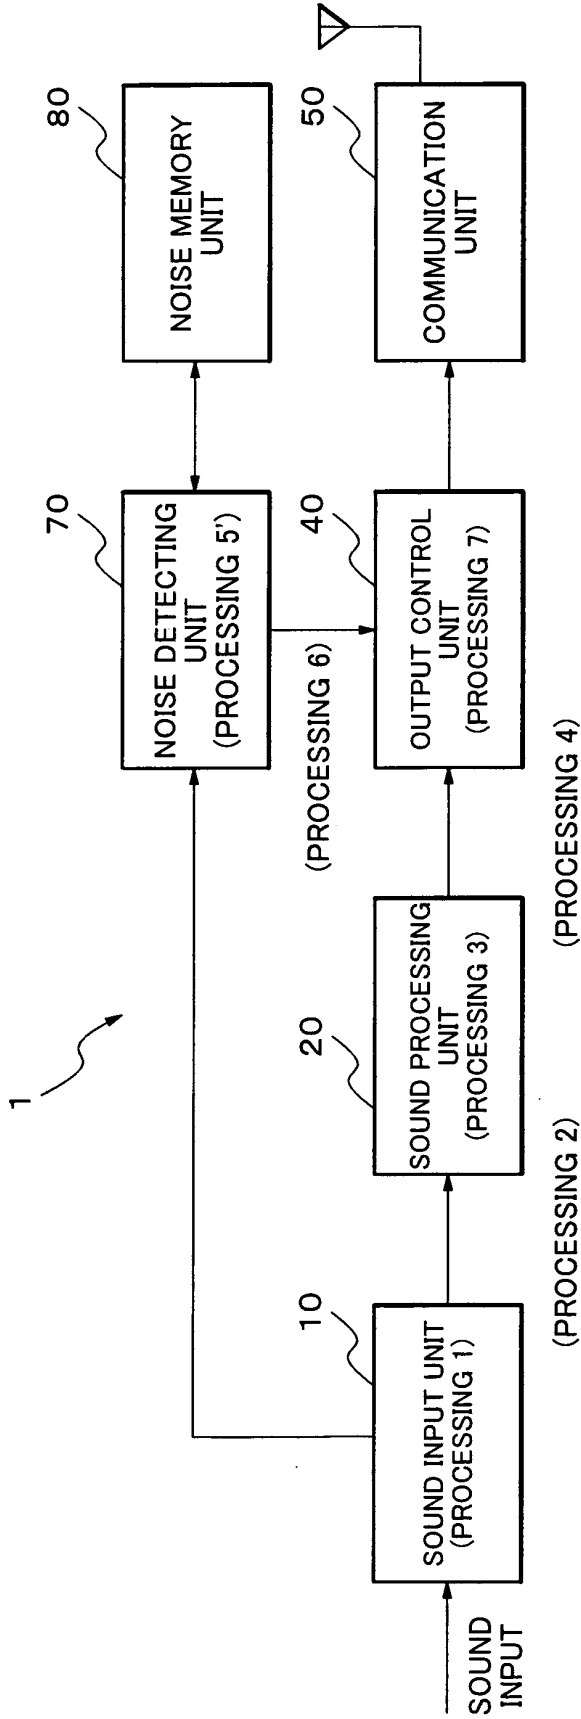 1
80
NOISE MEMORY
UNIT
70
NOISE DETECTING
UNIT
(PROCESSING 5')
(PROCESSING 6)
50
COMMUNICATION
UNIT
40
OUTPUT CONTROL
UNIT
(PROCESSING 7)
20
SOUND PROCESSING
UNIT
(PROCESSING 3)
10
SOUND INPUT UNIT
(PROCESSING 1)
SOUND
INPUT
(PROCESSING 2)
(PROCESSING 4)